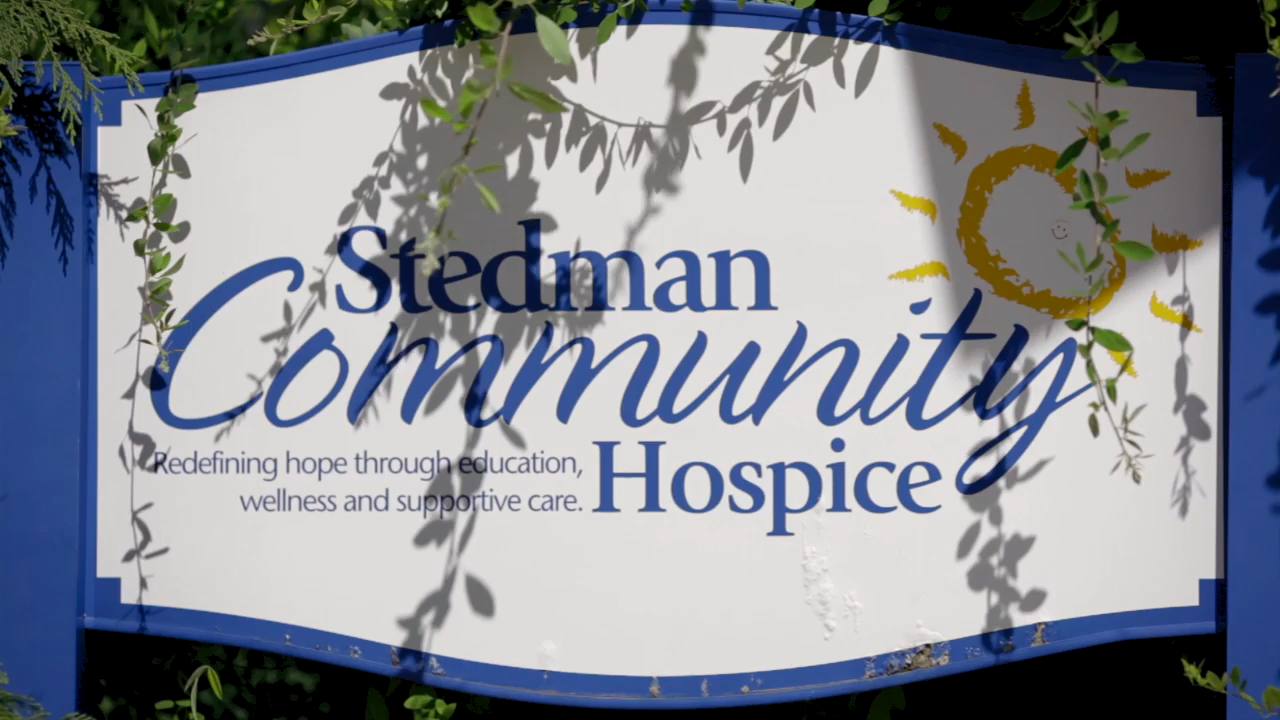 Stedman
Community
Redefining hope through education,
wellness and supportive care.
Hospice